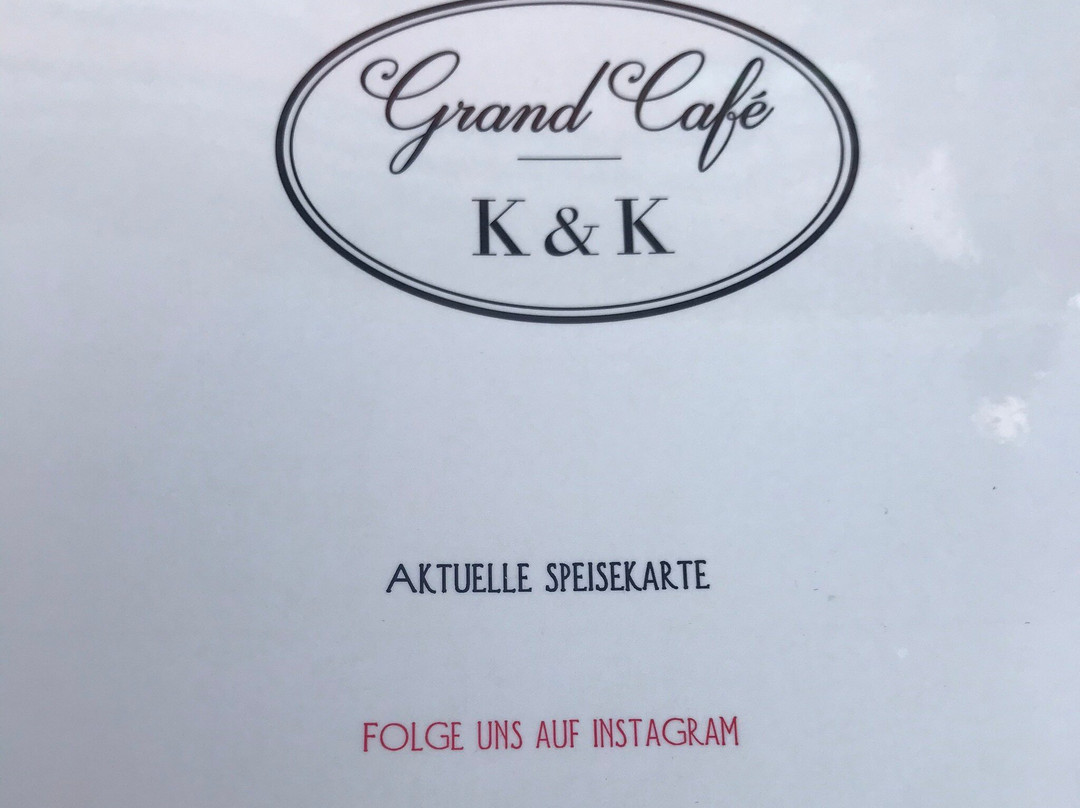 Grand Café
K & K
AKTUELLE SPEISEKARTE
FOLGE UNS AUF INSTAGRAM